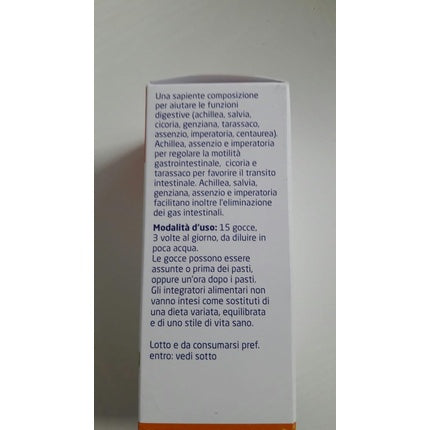 Una sapiente composizione
per aiutare le funzioni
digestive (achillea, salvia,
cicoria, genziana, tarassaco,
assenzio, imperatoria, centaurea).
Achillea, assenzio e imperatoria
per regolare la motilità
gastrointestinale, cicoria e
tarassaco per favorire il transito
intestinale. Achillea, salvia,
genziana, assenzio e imperatoria
facilitano inoltre l'eliminazione
dei gas intestinali.
Modalità d'uso: 15 gocce,
3 volte al giorno, da diluire in
poca acqua.
Le gocce possono essere
assunte o prima dei pasti,
oppure un'ora dopo i pasti.
Gli integratori alimentari non
vanno intesi come sostituti di
una dieta variata, equilibrata
e di uno stile di vita sano.
Lotto e da consumarsi pref.
entro: vedi sotto